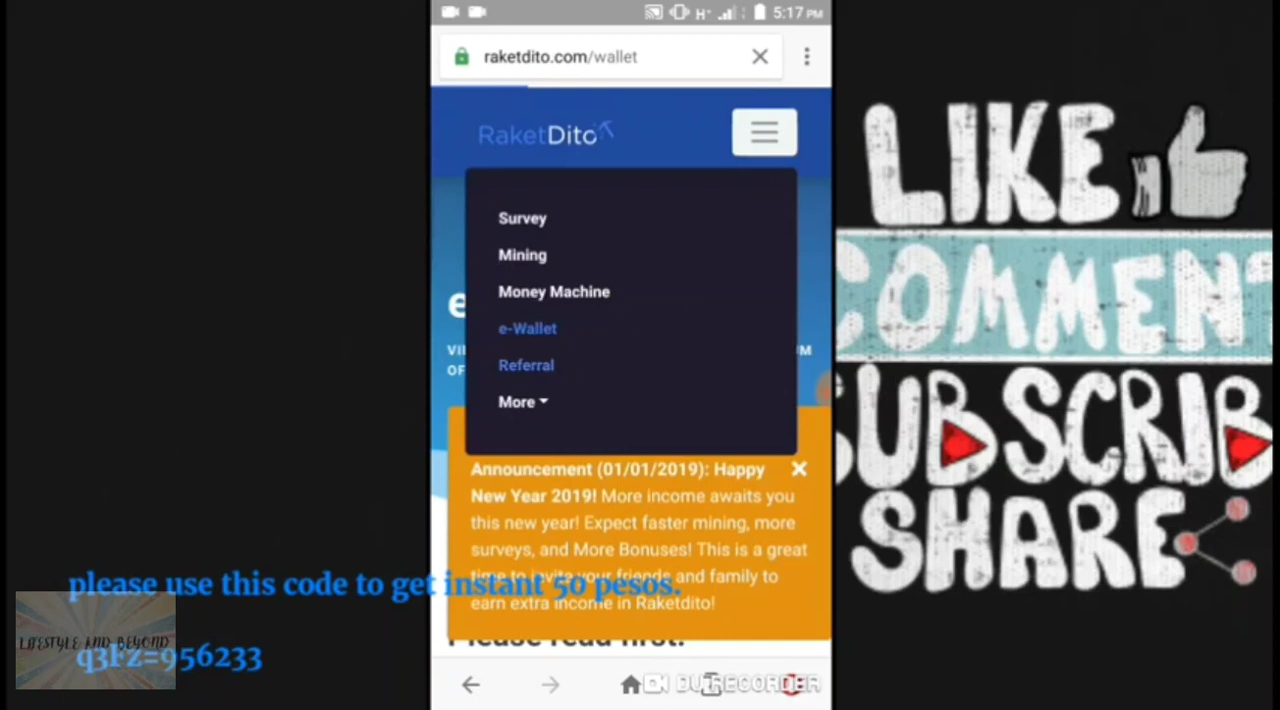 5:17 PM
raketdito.com/wallet
RaketDito
Survey
Mining
Money Machine
e-Wallet
Referral
More
Announcement (01/01/2019): Happy
New Year 2019! More income awaits you
this new year! Expect faster mining, more
surveys, and More Bonuses! This is a great
time to invite your friends and family to
earn extra income in Raketdito!
Please read first:
please use this code to get instant 50 pesos.
LIFESTYLE AND BEYOND
q3Fz=956233
DU RECORDER
LIKE
COMMENT
SUBSCRIB
SHARE